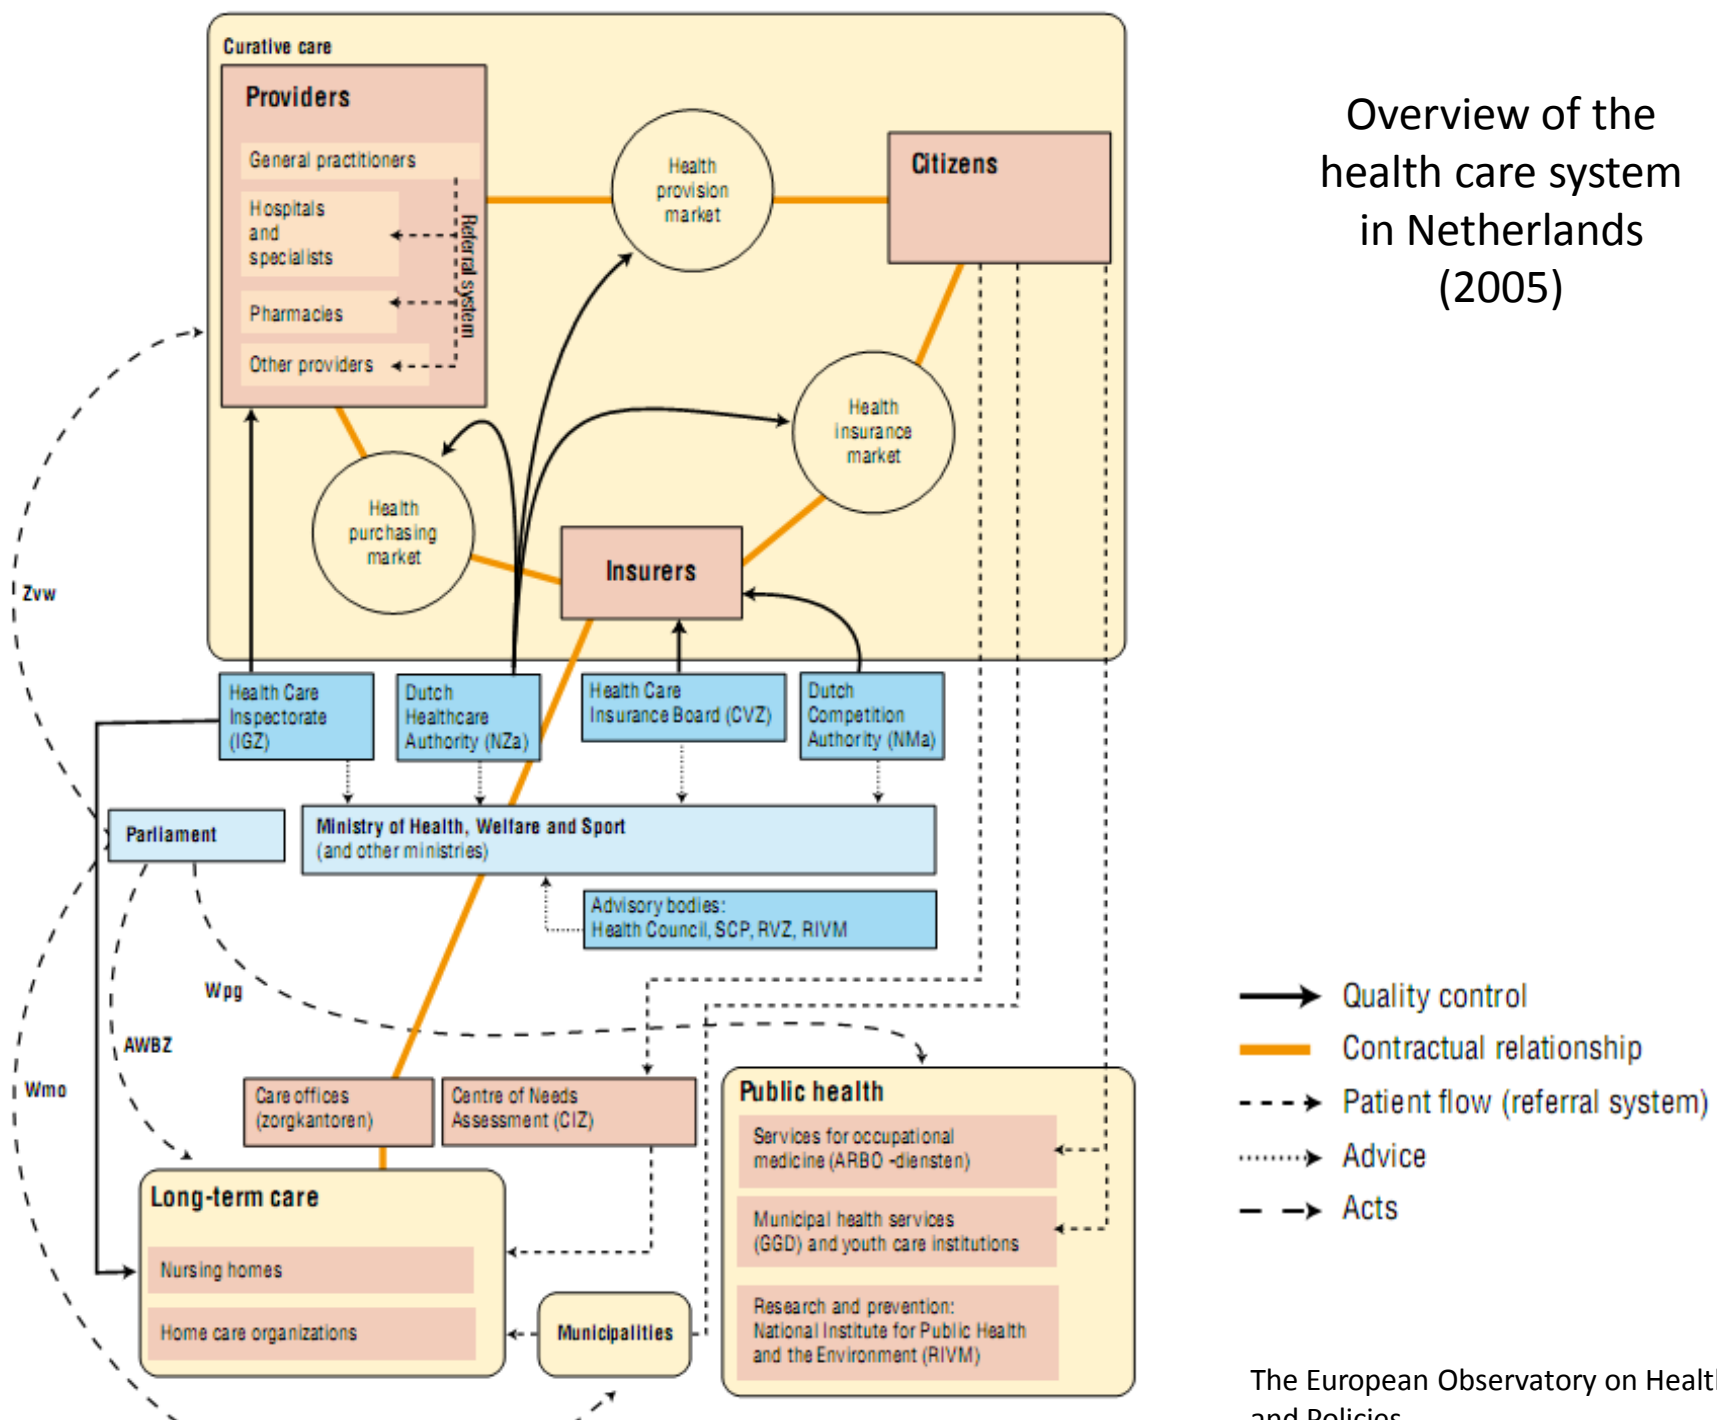 Curative care
Providers
General practitioners
Hospitals
and
specialists
Pharmacies
Other providers
Referral system
Health
provision
market
Citizens
Health
insurance
market
Health
purchasing
market
Insurers
Overview of the
health care system
in Netherlands
(2005)
Zvw
Health Care
Inspectorate
(IGZ)
Dutch
Healthcare
Authority (NZa)
Health Care
Insurance Board (CVZ)
Dutch
Competition
Authority (NMa)
Parliament
Ministry of Health, Welfare and Sport
(and other ministries)
Advisory bodies:
Health Council, SCP, RVZ, RIVM
Wpg
AWBZ
Wmo
Care offices
(zorgkantoren)
Centre of Needs
Assessment (CIZ)
Long-term care
Nursing homes
Home care organizations
Municipalities
Public health
Services for occupational
medicine (ARBO -diensten)
Municipal health services
(GGD) and youth care institutions
Research and prevention:
National Institute for Public Health
and the Environment (RIVM)
Quality control
Contractual relationship
Patient flow (referral system)
Advice
Acts
The European Observatory on Health
and Policies